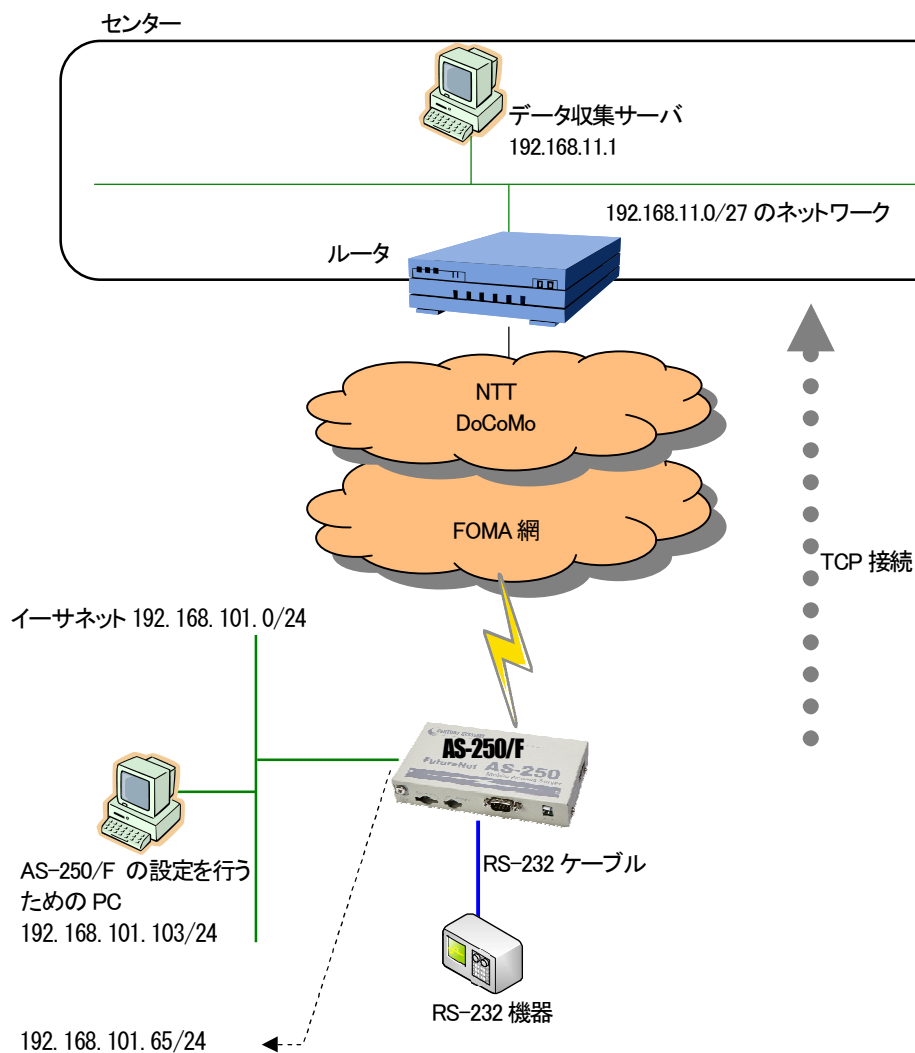 センター
データ収集サーバ
192.168.11.1
192.168.11.0/27 のネットワーク
ルータ
NTT
DoCoMo
FOMA 網
TCP 接続
イーサネット 192.168.101.0/24
AS-250/F
FutureNet AS-250
AS-250/F の設定を行う
ための PC
192.168.101.103/24
RS-232 ケーブル
RS-232 機器
192.168.101.65/24